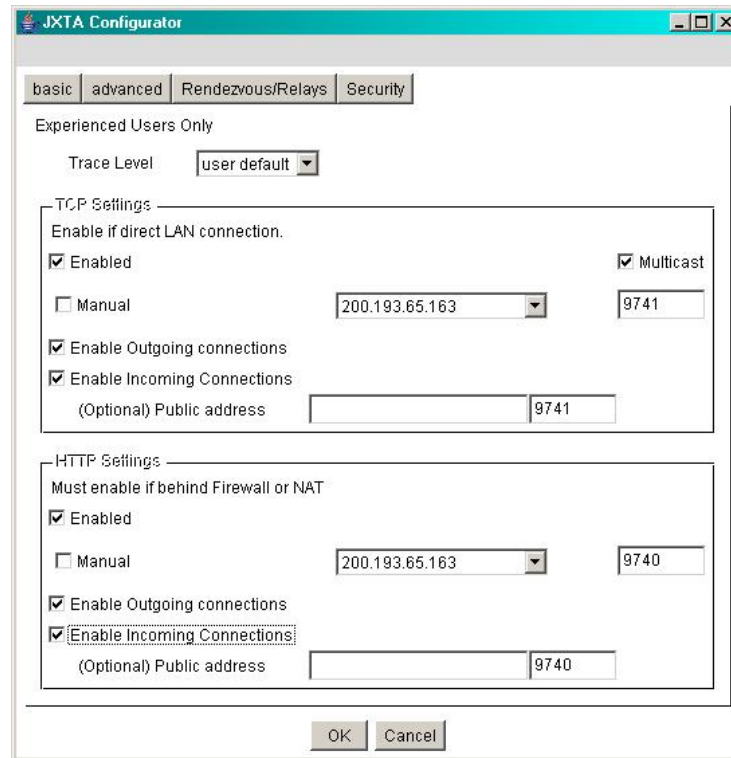 JXTA Configurator
basic advanced Rendezvous/Relays Security
Experienced Users Only
Trace Level user default
TCP Settings
Enable if direct LAN connection.
Enabled Multicast
Manual 200.193.65.163 9741
Enable Outgoing connections
Enable Incoming Connections
(Optional) Public address 9741
HTTP Settings
Must enable if behind Firewall or NAT
Enabled
Manual 200.193.65.163 9740
Enable Outgoing connections
Enable Incoming Connections
(Optional) Public address 9740
OK Cancel